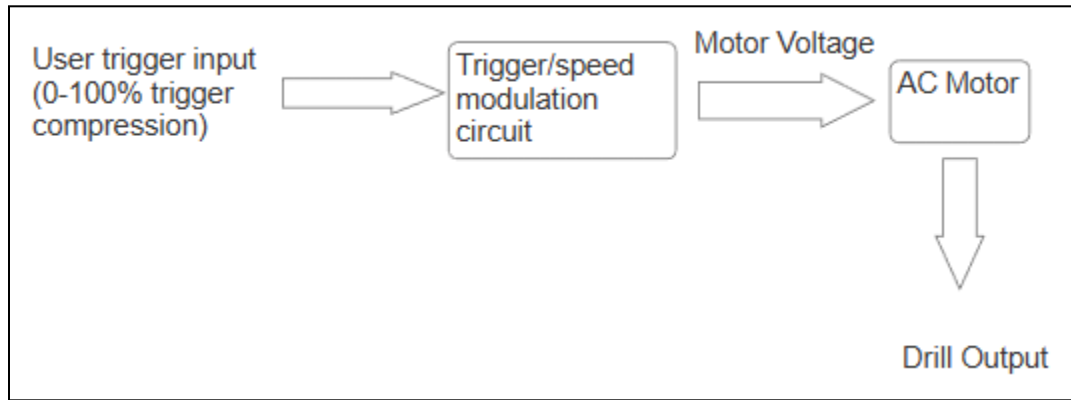 User trigger input
(0-100% trigger
compression)
Trigger/speed
modulation
circuit
Motor Voltage
AC Motor
Drill Output